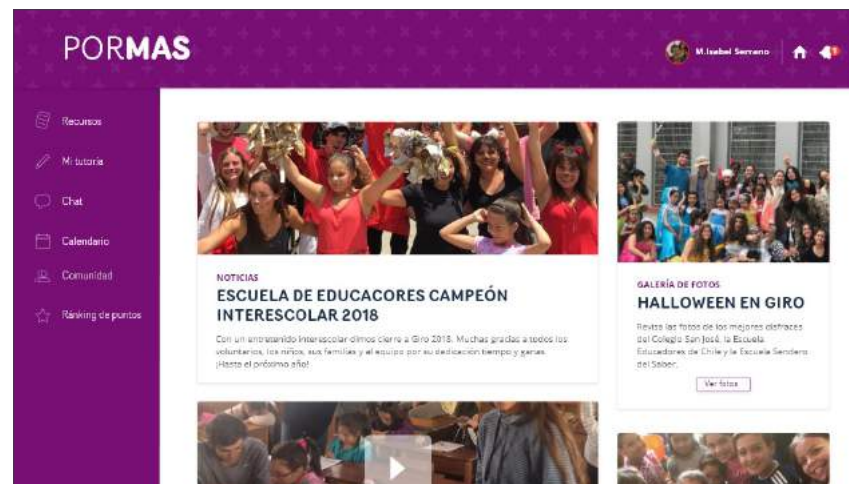 PORMAS
M.Isabel Serrano
1
Recursos
Mi tutoría
Chat
Calendario
Comunidad
Ránking de puntos
NOTICIAS
ESCUELA DE EDUCACORES CAMPEÓN
INTERESCOLAR 2018
Con un entretenido interescolar dimos cierre a Giro 2018. Muchas gracias a todos los
voluntarios, los niños, sus familias y al equipo por su dedicación tiempo y ganas.
¡Hasta el próximo año!
GALERÍA DE FOTOS
HALLOWEEN EN GIRO
Revisa las fotos de los mejores disfraces
del Colegio San José, la Escuela
Educadores de Chile y la Escuela Sendero
del Saber.
Ver fotos